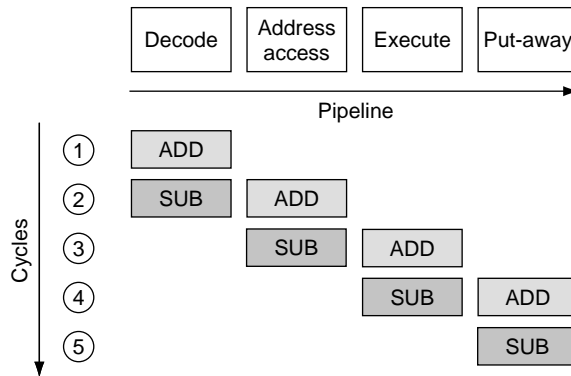 Decode Address access Execute Put-away
Pipeline
Cycles
1 ADD
2 SUB ADD
3 SUB ADD
4 SUB ADD
5 SUB